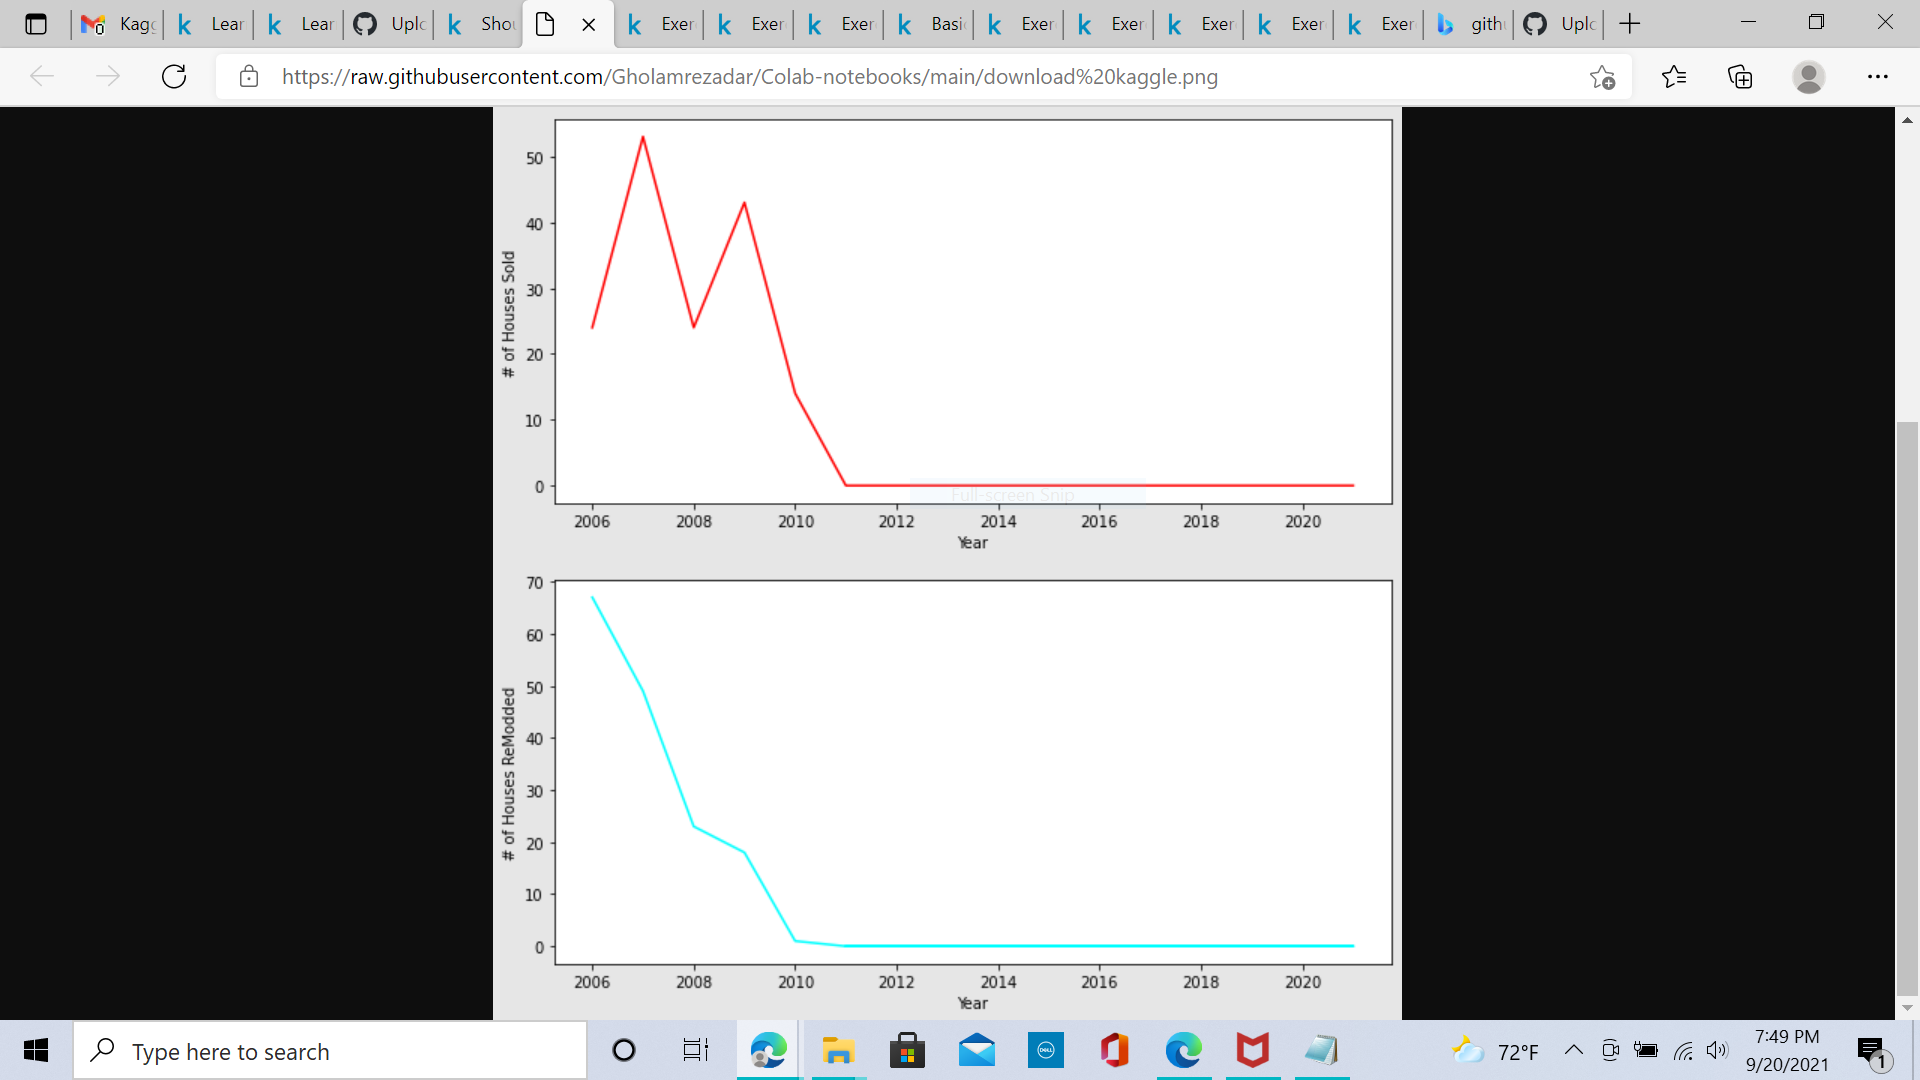 Kagg
Lear
Lear
Uplo
Shou
Exer
Exer
Exer
Basi
Exer
Exer
Exer
Exer
Exer
gith
Uplo
https://raw.githubusercontent.com/Gholamrezadar/Colab-notebooks/main/download%20kaggle.png
50
40
30
20
10
0
# of Houses Sold
Full-screen Snip
2006 2008 2010 2012 2014 2016 2018 2020
Year
70
60
50
40
30
20
10
0
# of Houses ReModded
2006 2008 2010 2012 2014 2016 2018 2020
Year
Type here to search
DELL
72°F
7:49 PM
9/20/2021
1